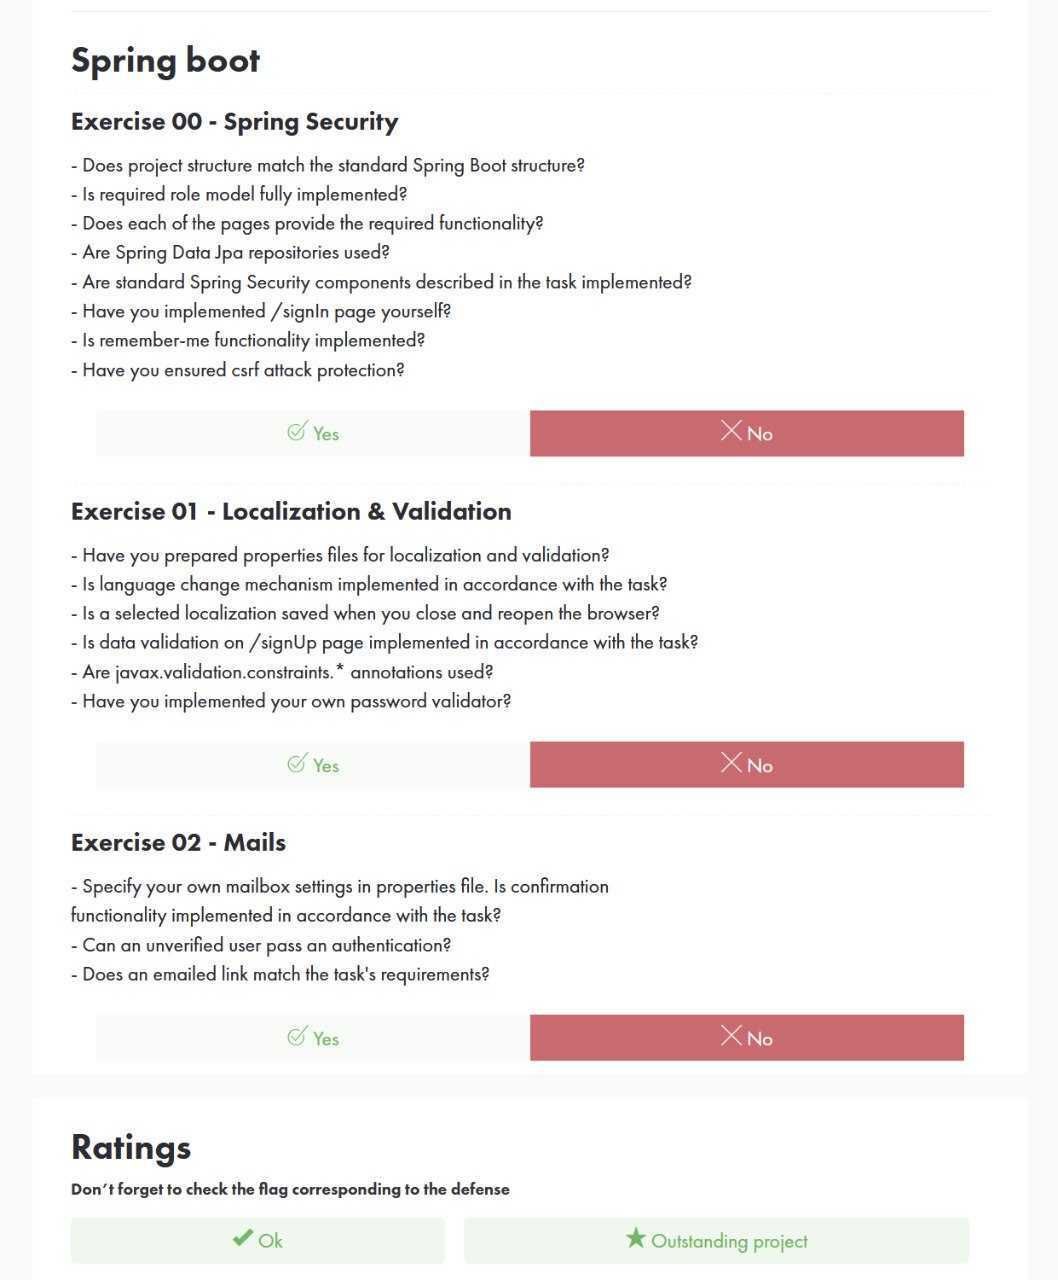 Spring boot
Exercise 00 - Spring Security
- Does project structure match the standard Spring Boot structure?
- Is required role model fully implemented?
- Does each of the pages provide the required functionality?
- Are Spring Data Jpa repositories used?
- Are standard Spring Security components described in the task implemented?
- Have you implemented /signIn page yourself?
- Is remember-me functionality implemented?
- Have you ensured csrf attack protection?
Yes No
Exercise 01 - Localization & Validation
- Have you prepared properties files for localization and validation?
- Is language change mechanism implemented in accordance with the task?
- Is a selected localization saved when you close and reopen the browser?
- Is data validation on /signUp page implemented in accordance with the task?
- Are javax.validation.constraints.* annotations used?
- Have you implemented your own password validator?
Yes No
Exercise 02 - Mails
- Specify your own mailbox settings in properties file. Is confirmation
functionality implemented in accordance with the task?
- Can an unverified user pass an authentication?
- Does an emailed link match the task's requirements?
Yes No
Ratings
Don’t forget to check the flag corresponding to the defense
Ok Outstanding project